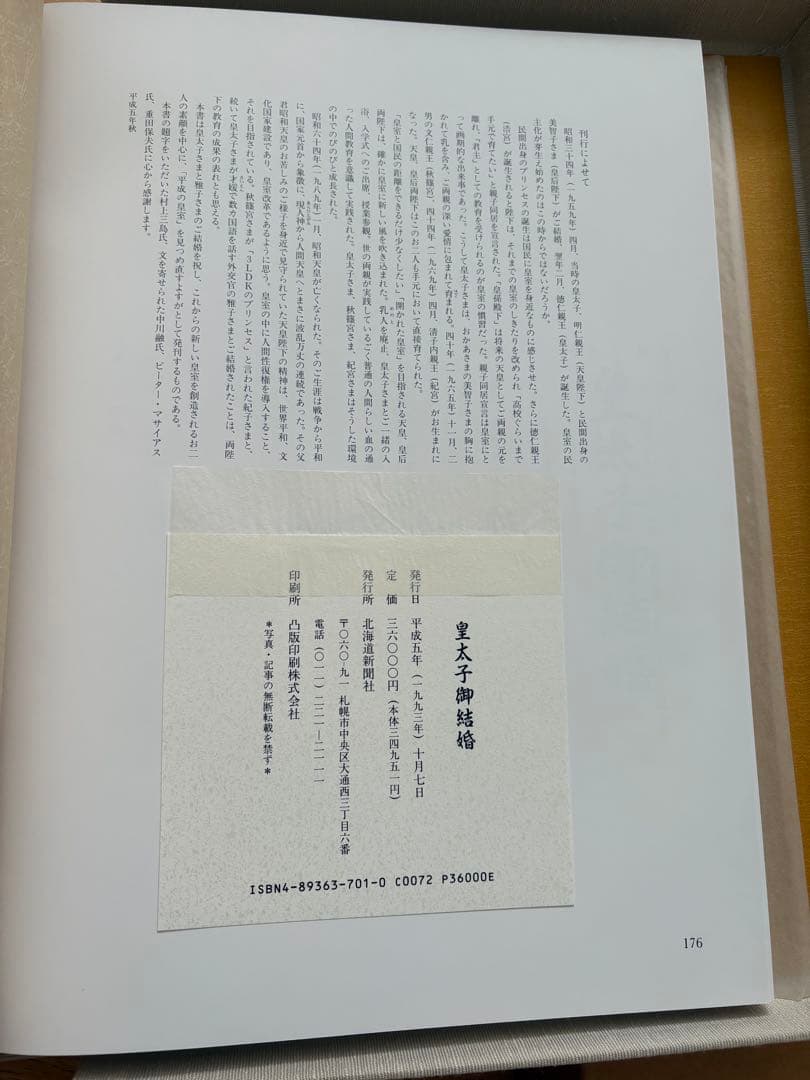 刊行によせて
昭和三十四年（一九五九年）四月、当時の皇太子、明仁親王（天皇陛下）と民間出身の
美智子さま（皇后陛下）がご結婚、翌年二月、徳仁親王（皇太子）が誕生した。皇室の民
主化が芽生え始めたのはこの時からではないだろうか。
民間出身のプリンセスの誕生は国民に皇室を身近なものに感じさせた。さらに徳仁親王
（浩宮）が誕生されると陛下は、それまでの皇室のしきたりを改められ、「高校ぐらいまで
手元で育てたい」と親子同居を宣言された。「皇孫殿下」は将来の天皇としてご両親の元を
離れ、「君主」としての教育を受けられるのが皇室の慣習だった。親子同居宣言は皇室にと
って画期的な出来事であった。こうして皇太子さまは、おかあさまの美智子さまの胸に抱
かれて乳を含み、ご両親の深い愛情に包まれて育まれる。四十年（一九六五年）十一月、二
男の文仁親王（秋篠宮）、四十四年（一九六九年）四月、清子内親王（紀宮）がお生まれに
なった。天皇、皇后両陛下はこのお二人も手元において直接育てられた。
「皇室と国民の距離をできるだけ少なくしたい」「開かれた皇室」を目指される天皇、皇后
両陛下は、確かに皇室に新しい風を吹き込まれた。乳人を廃止、皇太子さまとご一緒の入
浴、入学式へのご出席、授業参観、世の両親が実践しているごく普通の人間らしい血の通
った人間教育を意識して実践された。皇太子さま、秋篠宮さま、紀宮さまはそうした環境
の中でのびのびと成長された。
昭和六十四年（一九八九年）一月、昭和天皇が亡くなられた。そのご生涯は戦争から平和
に、国家元首から象徴に、現人神から人間天皇へとまさに波乱万丈の連続であった。その父
君昭和天皇のお苦しみのご様子を身近で見守られていた天皇陛下の精神は、世界平和、文
化国家建設であり、皇室改革であるように思う。皇室の中に人間性復権を導入すること、
それを目指されている。秋篠宮さまが「３ＬＤＫのプリンセス」と言われた紀子さまと、
続いて皇太子さまが才媛で数カ国語を話す外交官の雅子さまとご結婚されたことは、両陛
下の教育の成果の表れとも思える。
本書は皇太子さまと雅子さまのご結婚を祝し、これからの新しい皇室を創造されるお二
人の素顔を中心に、「平成の皇室」を見つめ直すよすがとして発刊するものである。
本書の題字をいただいた村上三島氏、文を寄せられた中川融氏、ピーター・マサイアス
氏、重田保夫氏に心から感謝します。
平成五年秋
皇太子御結婚
発行日　平成五年（一九九三年）十月七日
定　価　三六〇〇〇円（本体三四九五一円）
発行所　北海道新聞社
〒〇六〇-九一　札幌市中央区大通西三丁目六番
電話（〇一一）二二一―二一一一
印刷所　凸版印刷株式会社
＊写真・記事の無断転載を禁ず＊
ISBN4-89363-701-0 C0072 P36000E
176